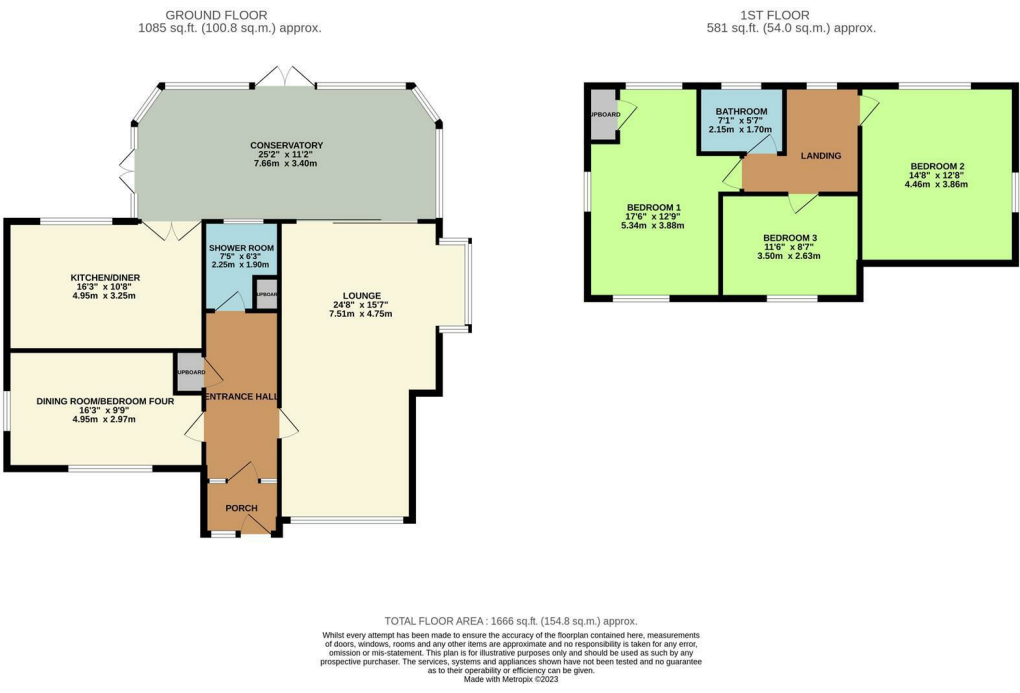 GROUND FLOOR
1085 sq.ft. (100.8 sq.m.) approx.
1ST FLOOR
581 sq.ft. (54.0 sq.m.) approx.
CONSERVATORY
25'2" x 11'2"
7.66m x 3.40m
SHOWER ROOM
7'5" x 6'3"
2.25m x 1.90m
KITCHEN/DINER
16'3" x 10'8"
4.95m x 3.25m
UPBOARD
LOUNGE
24'8" x 15'7"
7.51m x 4.75m
UPBOARD
DINING ROOM/BEDROOM FOUR
16'3" x 9'9"
4.95m x 2.97m
ENTRANCE HALL
PORCH
UPBOARD
BATHROOM
7'1" x 5'7"
2.15m x 1.70m
LANDING
BEDROOM 2
14'8" x 12'8"
4.46m x 3.86m
BEDROOM 1
17'6" x 12'9"
5.34m x 3.88m
BEDROOM 3
11'6" x 8'7"
3.50m x 2.63m
TOTAL FLOOR AREA : 1666 sq.ft. (154.8 sq.m.) approx.
Whilst every attempt has been made to ensure the accuracy of the floorplan contained here, measurements
of doors, windows, rooms and any other items are approximate and no responsibility is taken for any error,
omission or mis-statement. This plan is for illustrative purposes only and should be used as such by any
prospective purchaser. The services, systems and appliances shown have not been tested and no guarantee
as to their operability or efficiency can be given.
Made with Metropix ©2023